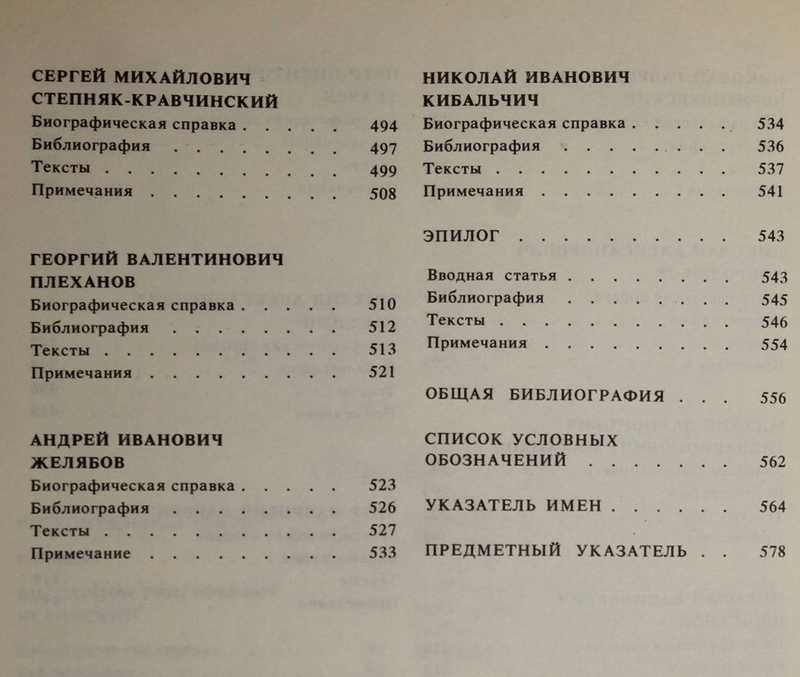 СЕРГЕЙ МИХАЙЛОВИЧ
СТЕПНЯК-КРАВЧИНСКИЙ
Биографическая справка . . . . . 494
Библиография . . . . . . . . 497
Тексты . . . . . . . . . . . 499
Примечания . . . . . . . . . 508
ГЕОРГИЙ ВАЛЕНТИНОВИЧ
ПЛЕХАНОВ
Биографическая справка . . . . . 510
Библиография . . . . . . . . 512
Тексты . . . . . . . . . . . 513
Примечания . . . . . . . . . 521
АНДРЕЙ ИВАНОВИЧ
ЖЕЛЯБОВ
Биографическая справка . . . . . 523
Библиография . . . . . . . . 526
Тексты . . . . . . . . . . . 527
Примечание . . . . . . . . . 533
НИКОЛАЙ ИВАНОВИЧ
КИБАЛЬЧИЧ
Биографическая справка . . . . . 534
Библиография . . . . . . . . 536
Тексты . . . . . . . . . . . 537
Примечания . . . . . . . . . 541
ЭПИЛОГ . . . . . . . . . . 543
Вводная статья . . . . . . . . 543
Библиография . . . . . . . . 545
Тексты . . . . . . . . . . . 546
Примечания . . . . . . . . . 554
ОБЩАЯ БИБЛИОГРАФИЯ . . . 556
СПИСОК УСЛОВНЫХ
ОБОЗНАЧЕНИЙ . . . . . . . 562
УКАЗАТЕЛЬ ИМЕН . . . . . . 564
ПРЕДМЕТНЫЙ УКАЗАТЕЛЬ . . 578